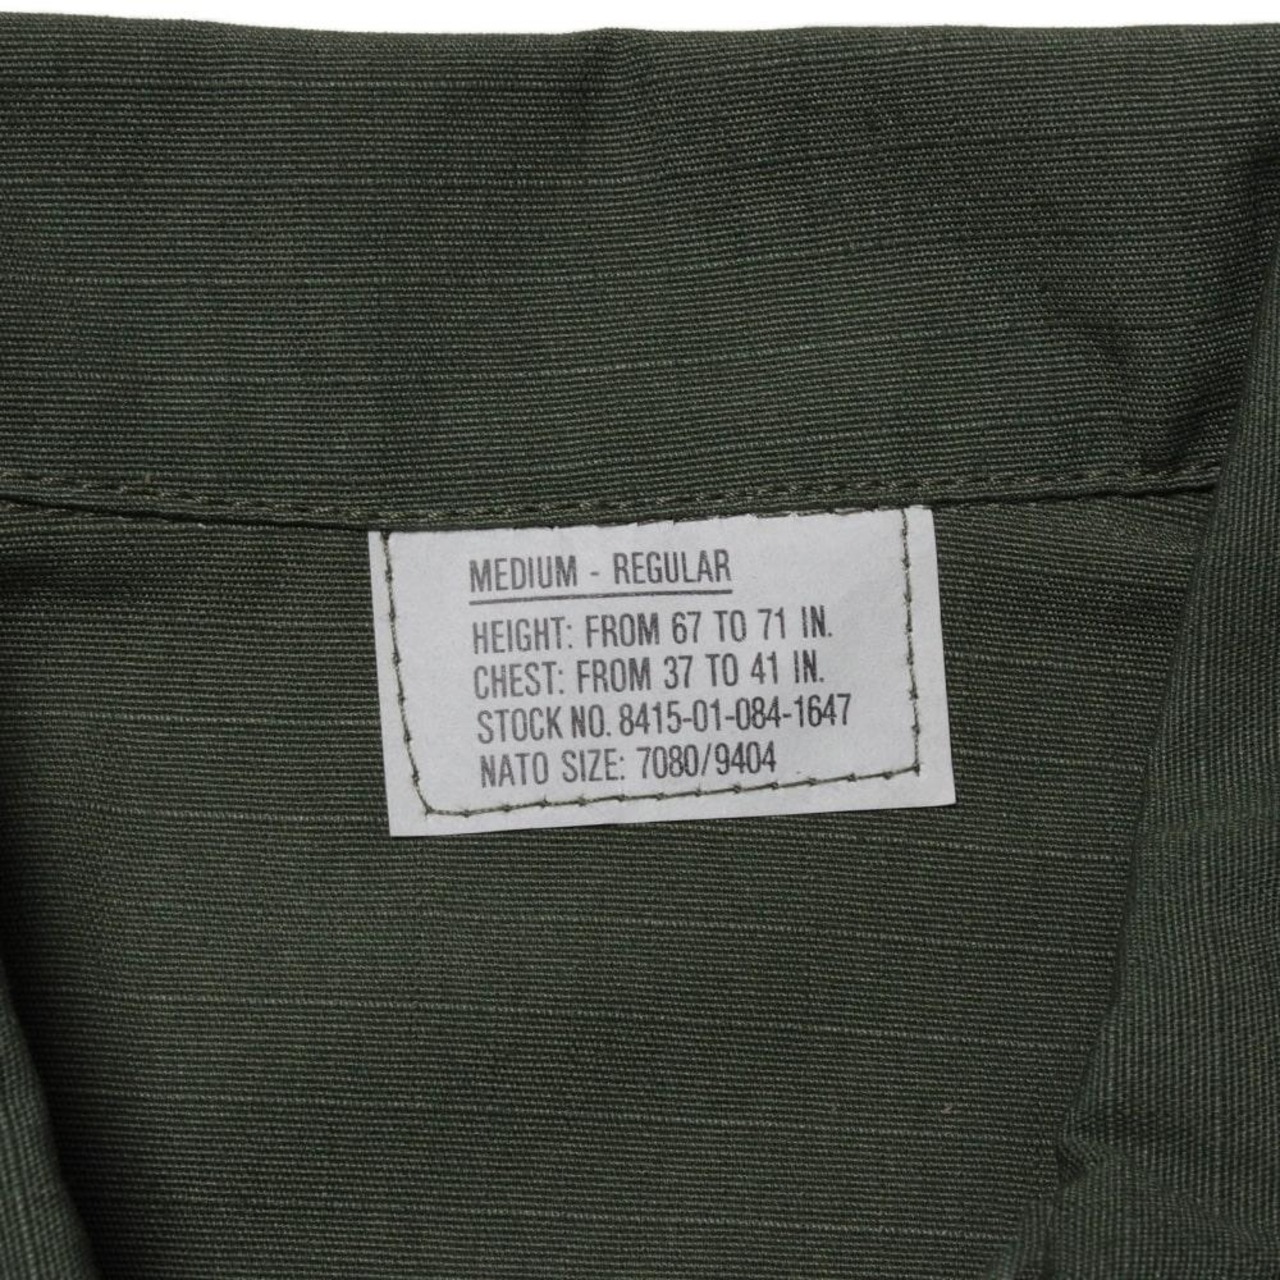 MEDIUM - REGULAR
HEIGHT: FROM 67 TO 71 IN.
CHEST: FROM 37 TO 41 IN.
STOCK NO. 8415-01-084-1647
NATO SIZE: 7080/9404